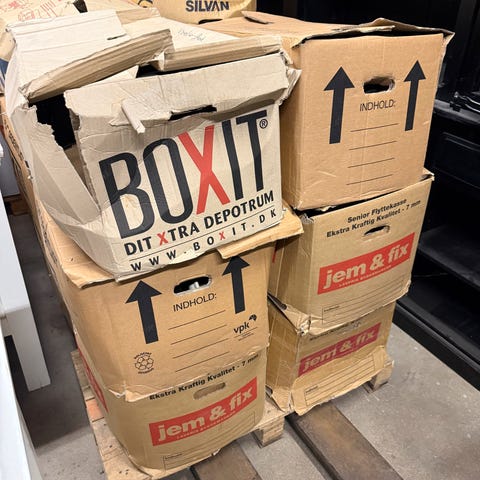 SILVAN
BOXIT®
DIT XTRA DEPOTRUM
WWW.BOXIT.DK
INDHOLD:
Senior Flyttekasse
Ekstra Kraftig Kvalitet - 7 mm
jem & fix
INDHOLD:
vpk
Ekstra Kraftig Kvalitet - 7 mm
jem & fix
jem & fix